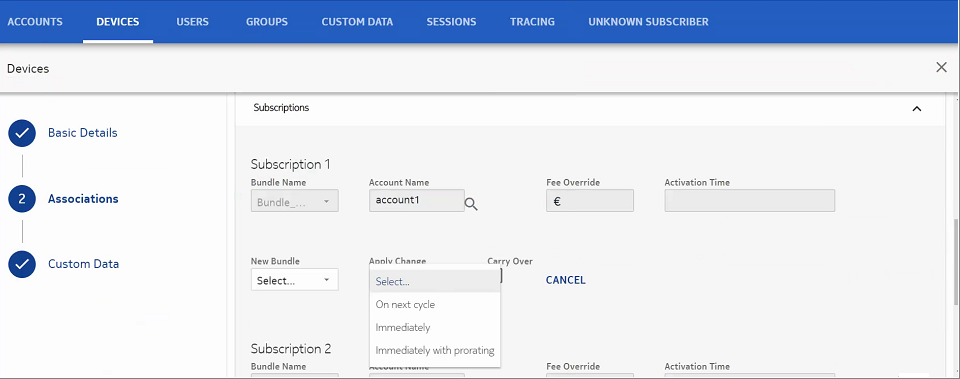 ACCOUNTS DEVICES USERS GROUPS CUSTOM DATA SESSIONS TRACING UNKNOWN SUBSCRIBER
Devices
Subscriptions
Basic Details
2 Associations
Custom Data
Subscription 1
Bundle Name Account Name Fee Override Activation Time
Bundle_... account1 €
New Bundle Apply Change Carry Over
Select... Select... CANCEL
On next cycle
Immediately
Immediately with prorating
Subscription 2
Bundle Name Account Name Fee Override Activation Time